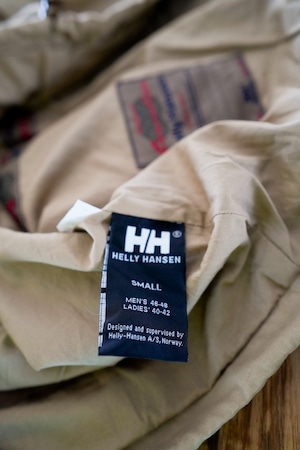 HH®
HELLY HANSEN
SMALL
MEN'S 46-48
LADIES' 40-42
Designed and supervised by
Helly-Hansen A/S, Norway.